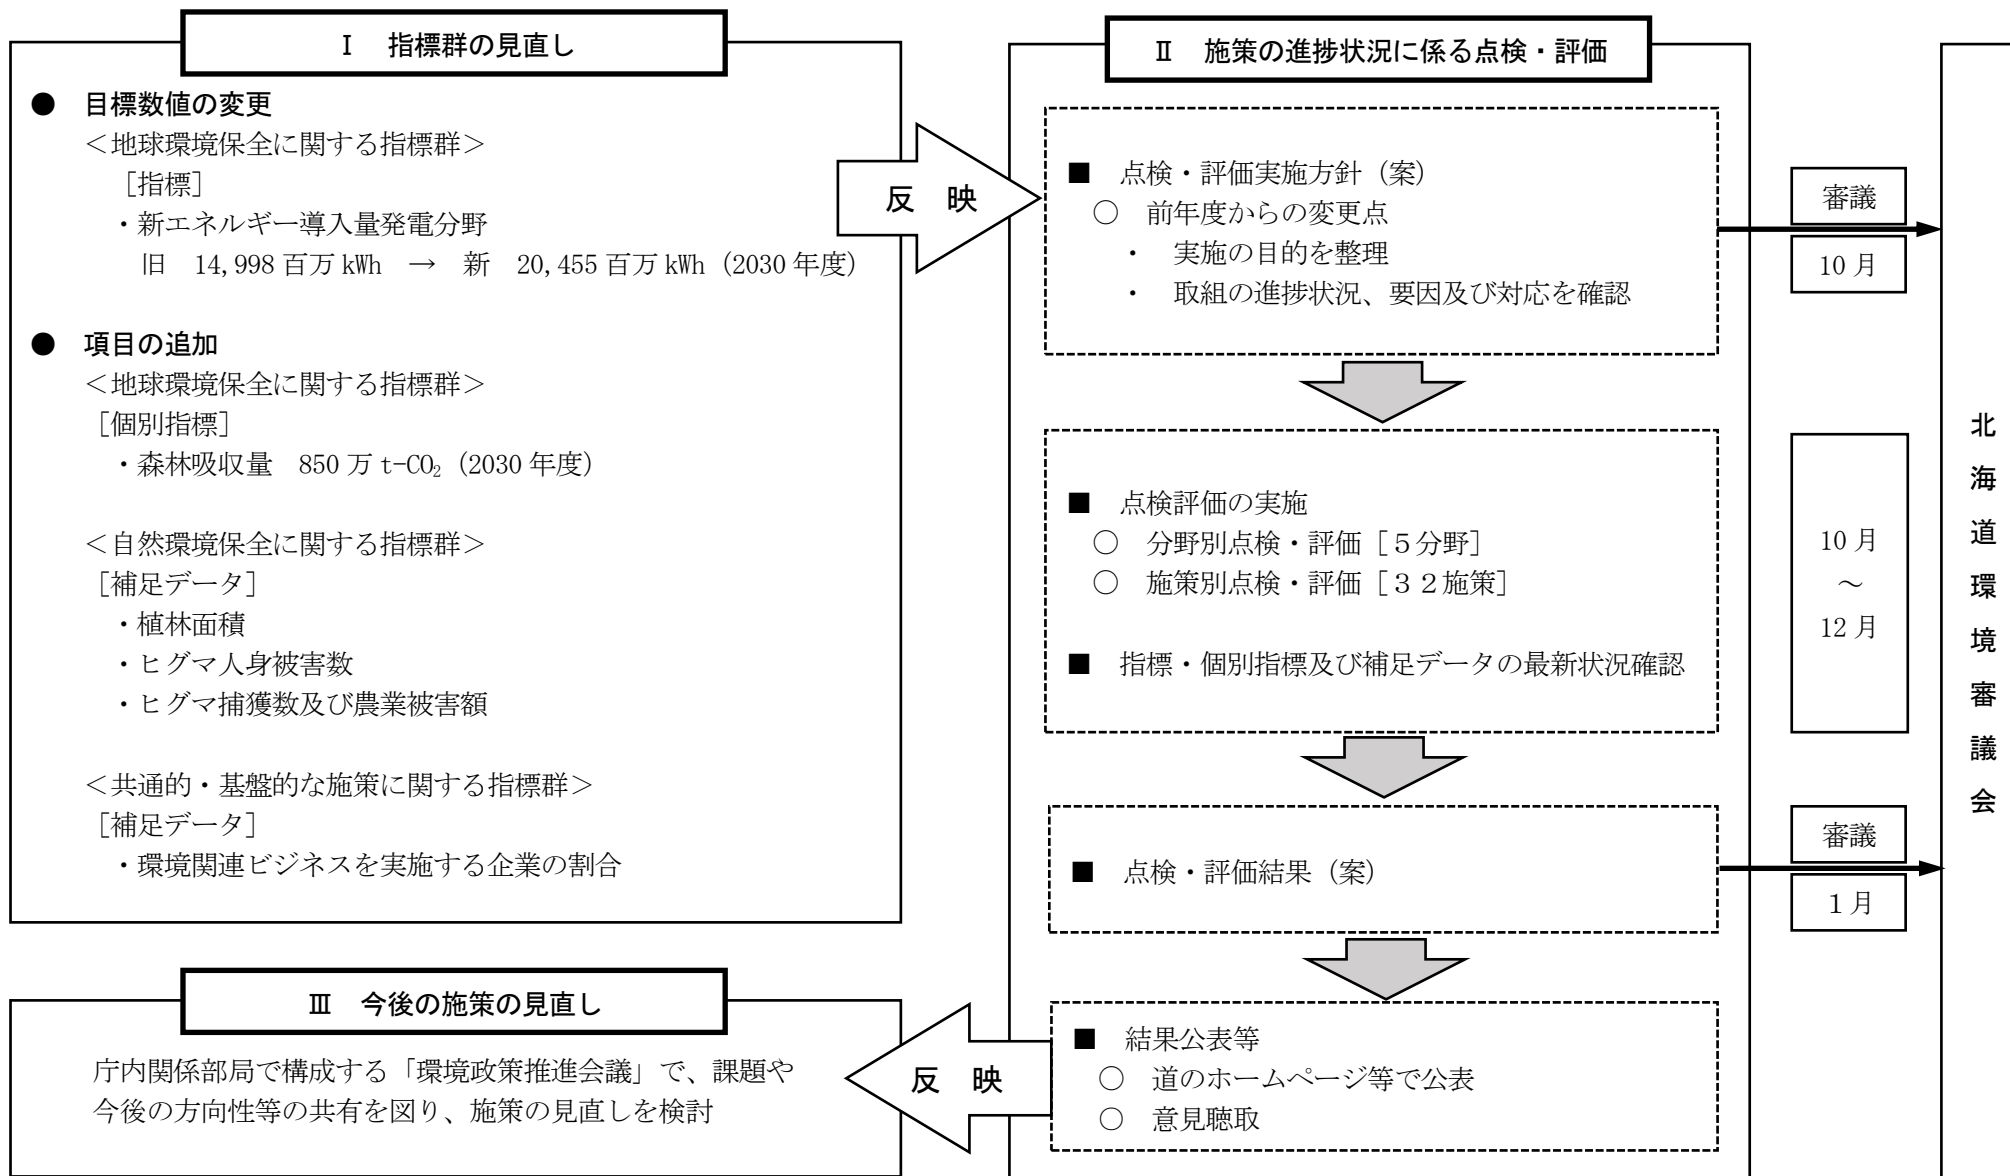 Ⅰ 指標群の見直し
● 目標数値の変更
＜地球環境保全に関する指標群＞
［指標］
・新エネルギー導入量発電分野
旧 14,998 百万 kWh → 新 20,455 百万 kWh（2030 年度）
● 項目の追加
＜地球環境保全に関する指標群＞
［個別指標］
・森林吸収量 850 万 t-CO₂（2030 年度）
＜自然環境保全に関する指標群＞
［補足データ］
・植林面積
・ヒグマ人身被害数
・ヒグマ捕獲数及び農業被害額
＜共通的・基盤的な施策に関する指標群＞
［補足データ］
・環境関連ビジネスを実施する企業の割合
反 映
Ⅱ 施策の進捗状況に係る点検・評価
■ 点検・評価実施方針（案）
○ 前年度からの変更点
・ 実施の目的を整理
・ 取組の進捗状況、要因及び対応を確認
審議
10 月
■ 点検評価の実施
○ 分野別点検・評価［５分野］
○ 施策別点検・評価［３２施策］
■ 指標・個別指標及び補足データの最新状況確認
10 月
～
12 月
■ 点検・評価結果（案）
審議
１月
■ 結果公表等
○ 道のホームページ等で公表
○ 意見聴取
北海道環境審議会
反 映
Ⅲ 今後の施策の見直し
庁内関係部局で構成する「環境政策推進会議」で、課題や
今後の方向性等の共有を図り、施策の見直しを検討